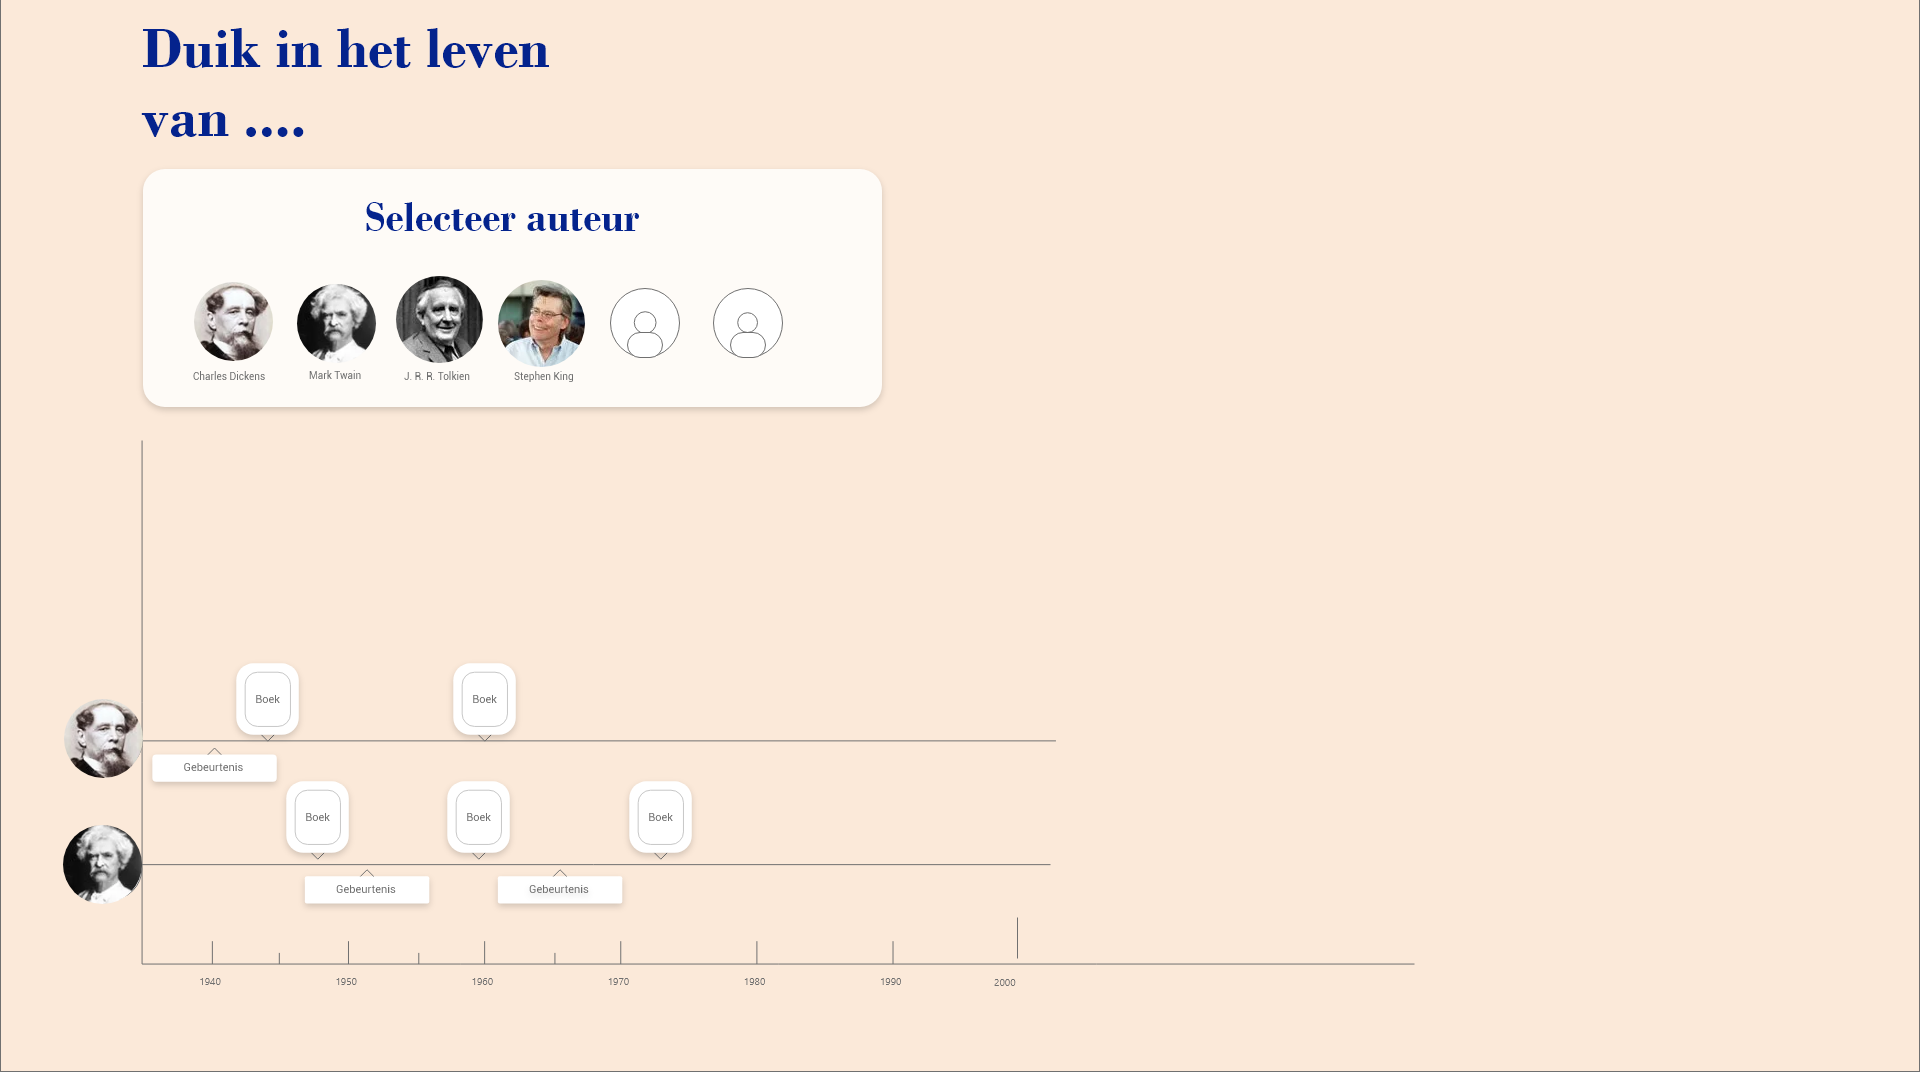 Duik in het leven
van ....
Selecteer auteur
Charles Dickens
Mark Twain
J. R. R. Tolkien
Stephen King
Boek
Boek
Gebeurtenis
Boek
Boek
Boek
Gebeurtenis
Gebeurtenis
1940
1950
1960
1970
1980
1990
2000